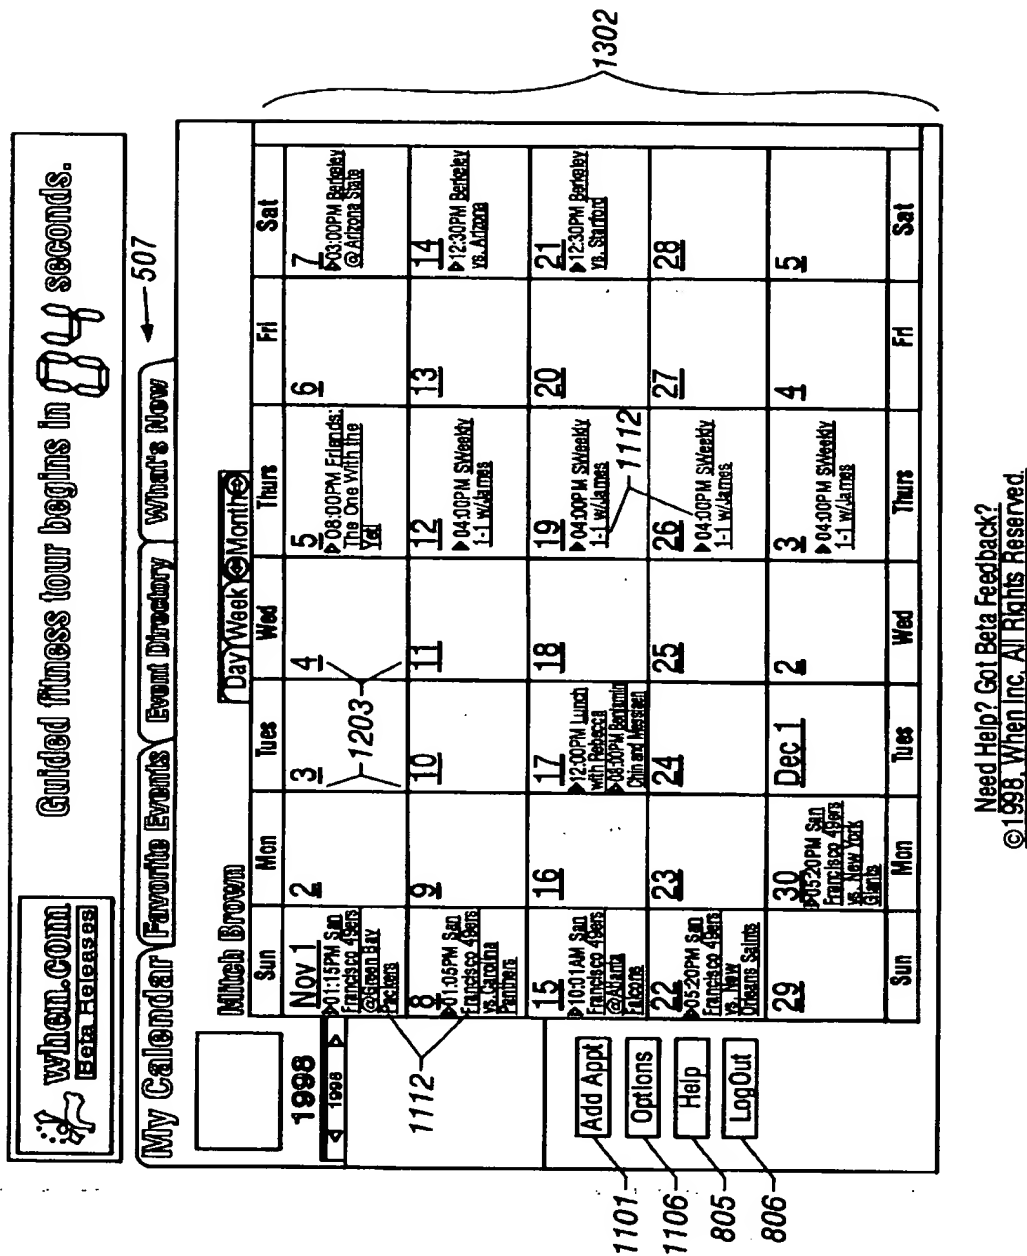 when.com
Beta Releases
Guided fitness tour begins in 04 seconds.
My Calendar
Favorite Events
Event Directory
What's New
507
1998
1998
Mitch Brown
Day
Week
Month
Sun
Mon
Tues
Wed
Thurs
Fri
Sat
Nov 1
01:15PM San
Francisco 49ers
@Green Bay
Packers
2
3
4
5
08:00PM Friends:
The One With the
Yeti
6
7
03:00PM Berkeley
@Arizona State
1203
8
01:05PM San
Francisco 49ers
vs. Carolina
Panthers
9
10
11
12
04:00PM SWeekly
1-1 w/James
13
14
12:30PM Berkeley
vs. Arizona
1112
15
10:01AM San
Francisco 49ers
@Atlanta
Falcons
16
17
12:00PM Lunch
with Rebecca
08:00PM Benjamin
Chin and
18
19
04:00PM SWeekly
1-1 w/James
20
21
12:30PM Berkeley
vs. Stanford
1112
22
05:20PM San
Francisco 49ers
vs. New
Orleans Saints
23
24
25
26
04:00PM SWeekly
1-1 w/James
27
28
29
30
05:20PM San
Francisco 49ers
vs. New York
Giants
Dec 1
2
3
04:00PM SWeekly
1-1 w/James
4
5
Sun
Mon
Tues
Wed
Thurs
Fri
Sat
1302
1101
Add Appt
1106
Options
805
Help
806
LogOut
Need Help? Got Beta Feedback?
©1998, When Inc, All Rights Reserved.